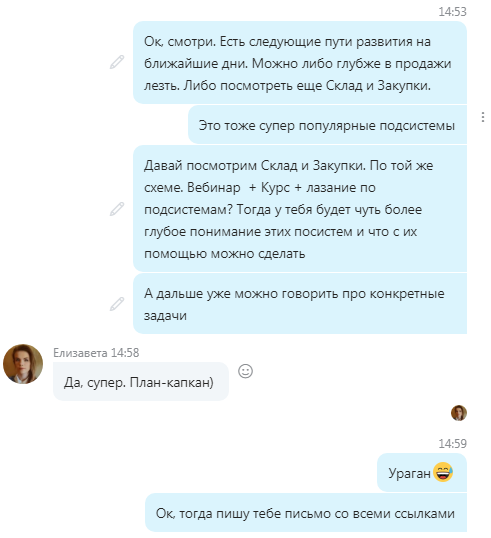 14:53
Ок, смотри. Есть следующие пути развития на
ближайшие дни. Можно либо глубже в продажи
лезть. Либо посмотреть еще Склад и Закупки.
Это тоже супер популярные подсистемы
Давай посмотрим Склад и Закупки. По той же
схеме. Вебинар + Курс + лазание по
подсистемам? Тогда у тебя будет чуть более
глубое понимание этих посистем и что с их
помощью можно сделать
А дальше уже можно говорить про конкретные
задачи
Елизавета 14:58
Да, супер. План-капкан)
14:59
Ураган😅
Ок, тогда пишу тебе письмо со всеми ссылками